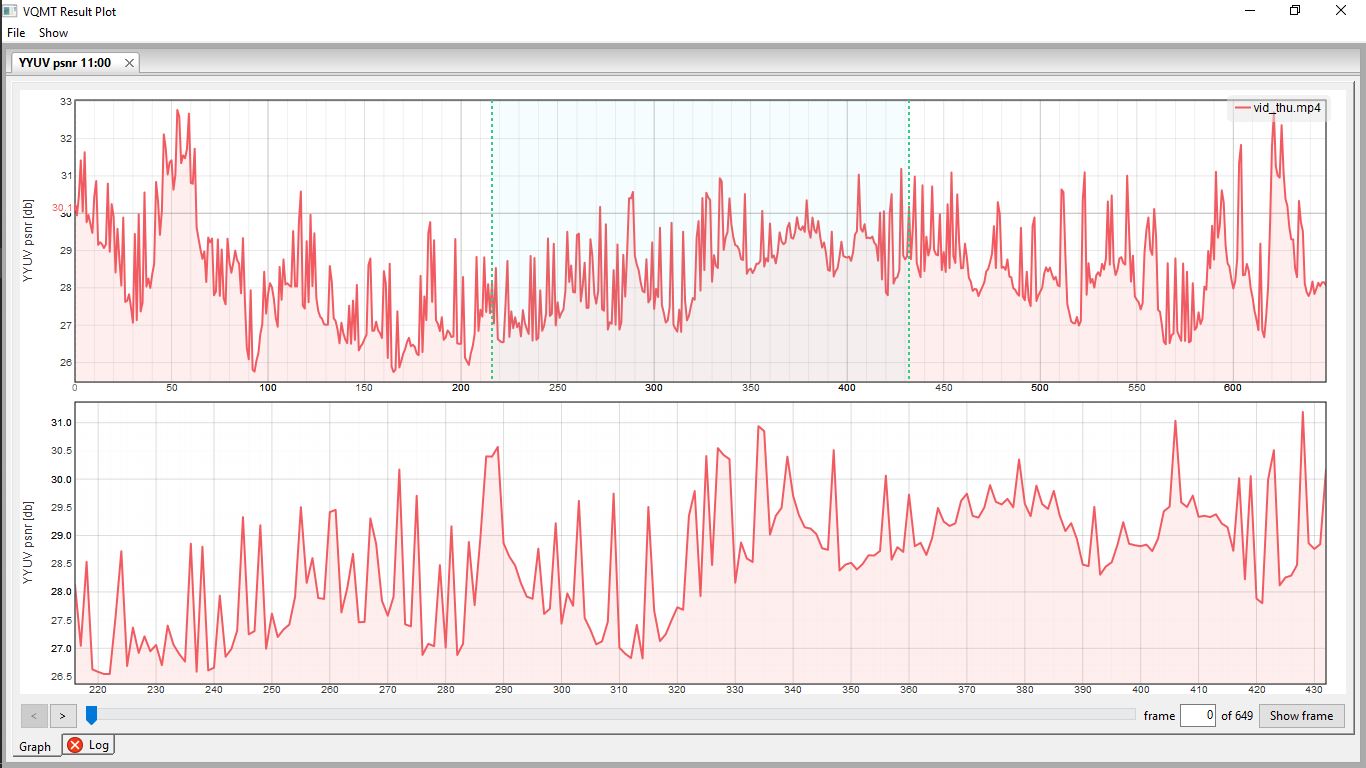 VQMT Result Plot
File Show
YYUV psnr 11:00
vid_thu.mp4
YYUV psnr [db]
33
32
31
30.1
30
29
28
27
26
0 50 100 150 200 250 300 350 400 450 500 550 600
YYUV psnr [db]
31.0
30.5
30.0
29.5
29.0
28.5
28.0
27.5
27.0
26.5
220 230 240 250 260 270 280 290 300 310 320 330 340 350 360 370 380 390 400 410 420 430
< > frame 0 of 649 Show frame
Graph Log